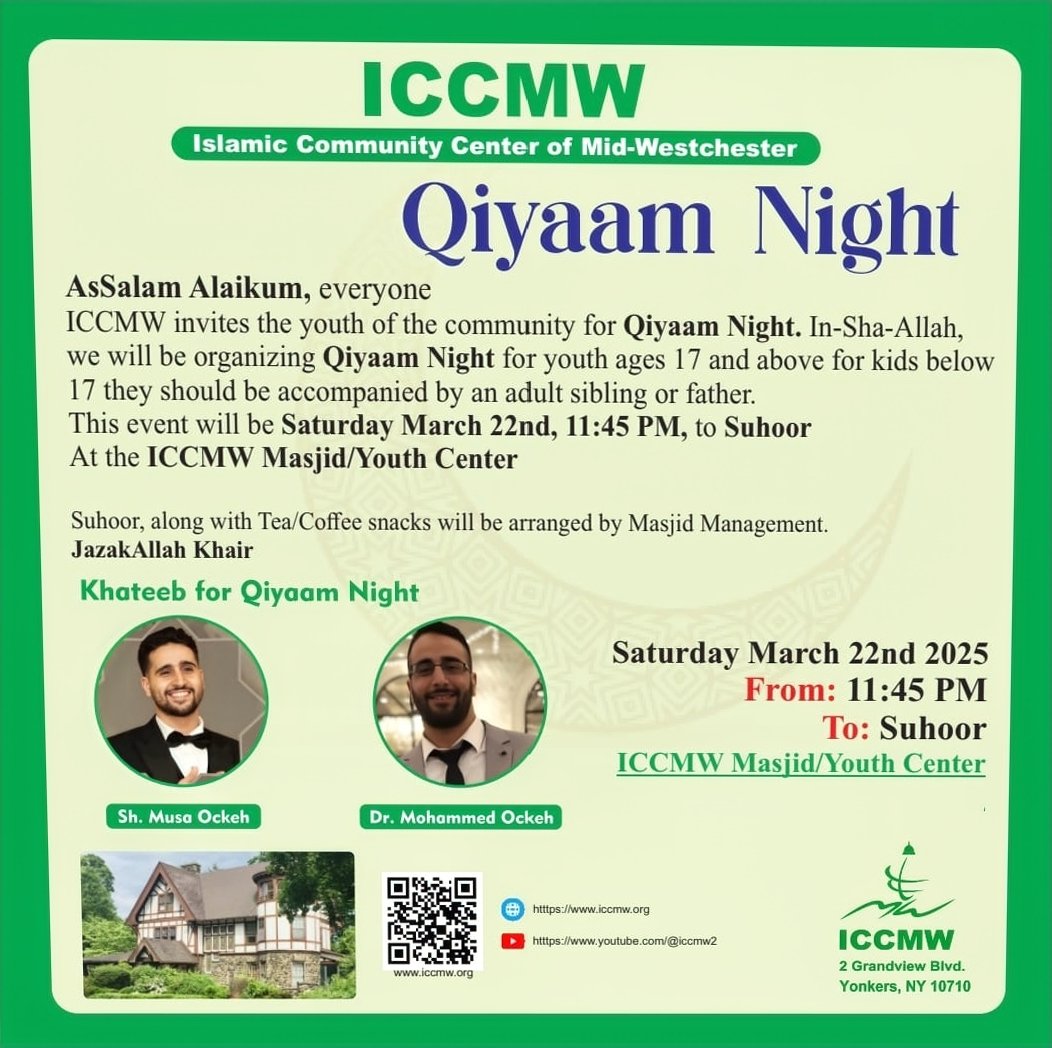 ICCMW
Islamic Community Center of Mid-Westchester
Qiyaam Night
AsSalam Alaikum, everyone
ICCMW invites the youth of the community for Qiyaam Night. In-Sha-Allah,
we will be organizing Qiyaam Night for youth ages 17 and above for kids below
17 they should be accompanied by an adult sibling or father.
This event will be Saturday March 22nd, 11:45 PM, to Suhoor
At the ICCMW Masjid/Youth Center
Suhoor, along with Tea/Coffee snacks will be arranged by Masjid Management.
JazakAllah Khair
Khateeb for Qiyaam Night
Sh. Musa Ockeh
Dr. Mohammed Ockeh
Saturday March 22nd 2025
From: 11:45 PM
To: Suhoor
ICCMW Masjid/Youth Center
www.iccmw.org
https://www.iccmw.org
https://www.youtube.com/@iccmw2
ICCMW
2 Grandview Blvd.
Yonkers, NY 10710